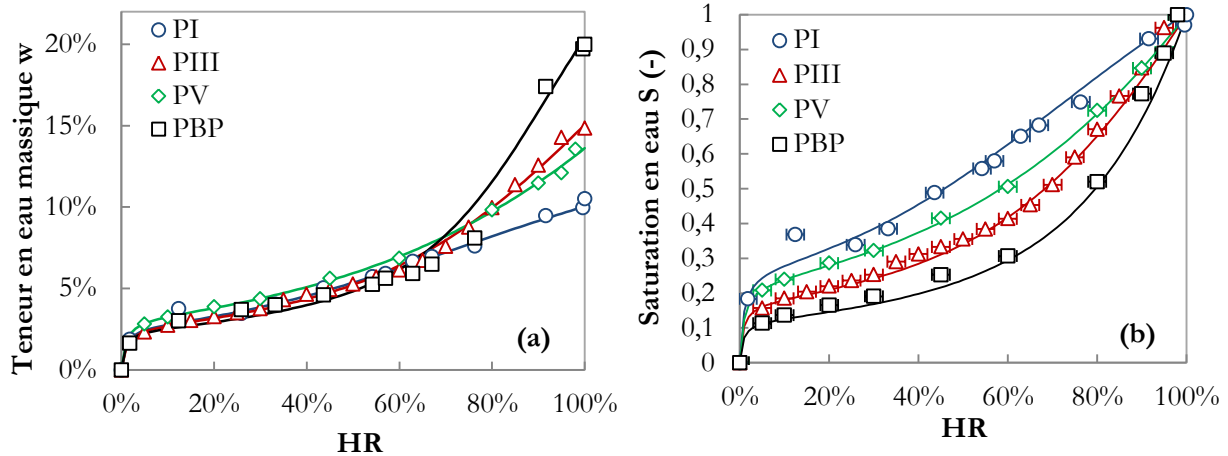 Teneur en eau massique w
20%
15%
10%
5%
0%
PI
PIII
PV
PBP
(a)
0% 20% 40% 60% 80% 100%
HR
Saturation en eau S (-)
1
0,9
0,8
0,7
0,6
0,5
0,4
0,3
0,2
0,1
0
PI
PIII
PV
PBP
(b)
0% 20% 40% 60% 80% 100%
HR